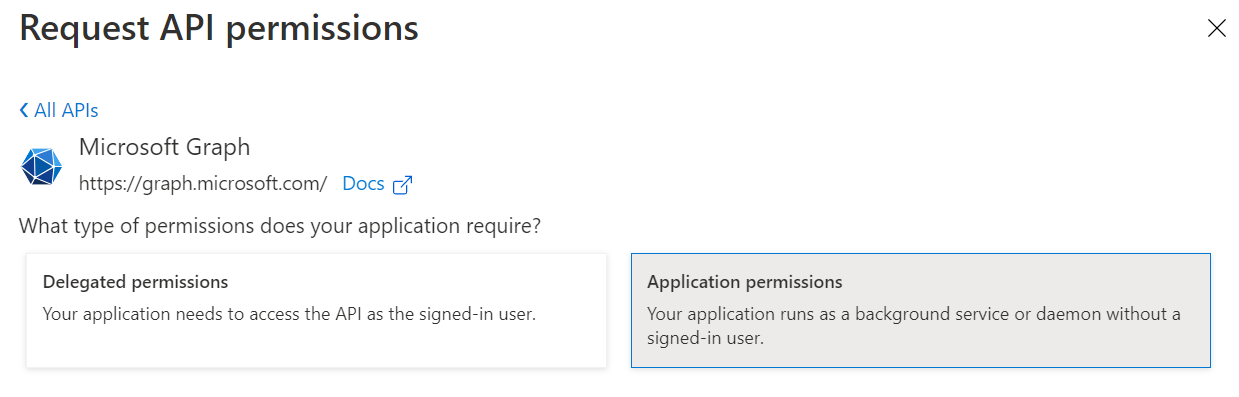 Request API permissions
All APIs
Microsoft Graph
https://graph.microsoft.com/ Docs
What type of permissions does your application require?
Delegated permissions
Your application needs to access the API as the signed-in user.
Application permissions
Your application runs as a background service or daemon without a
signed-in user.